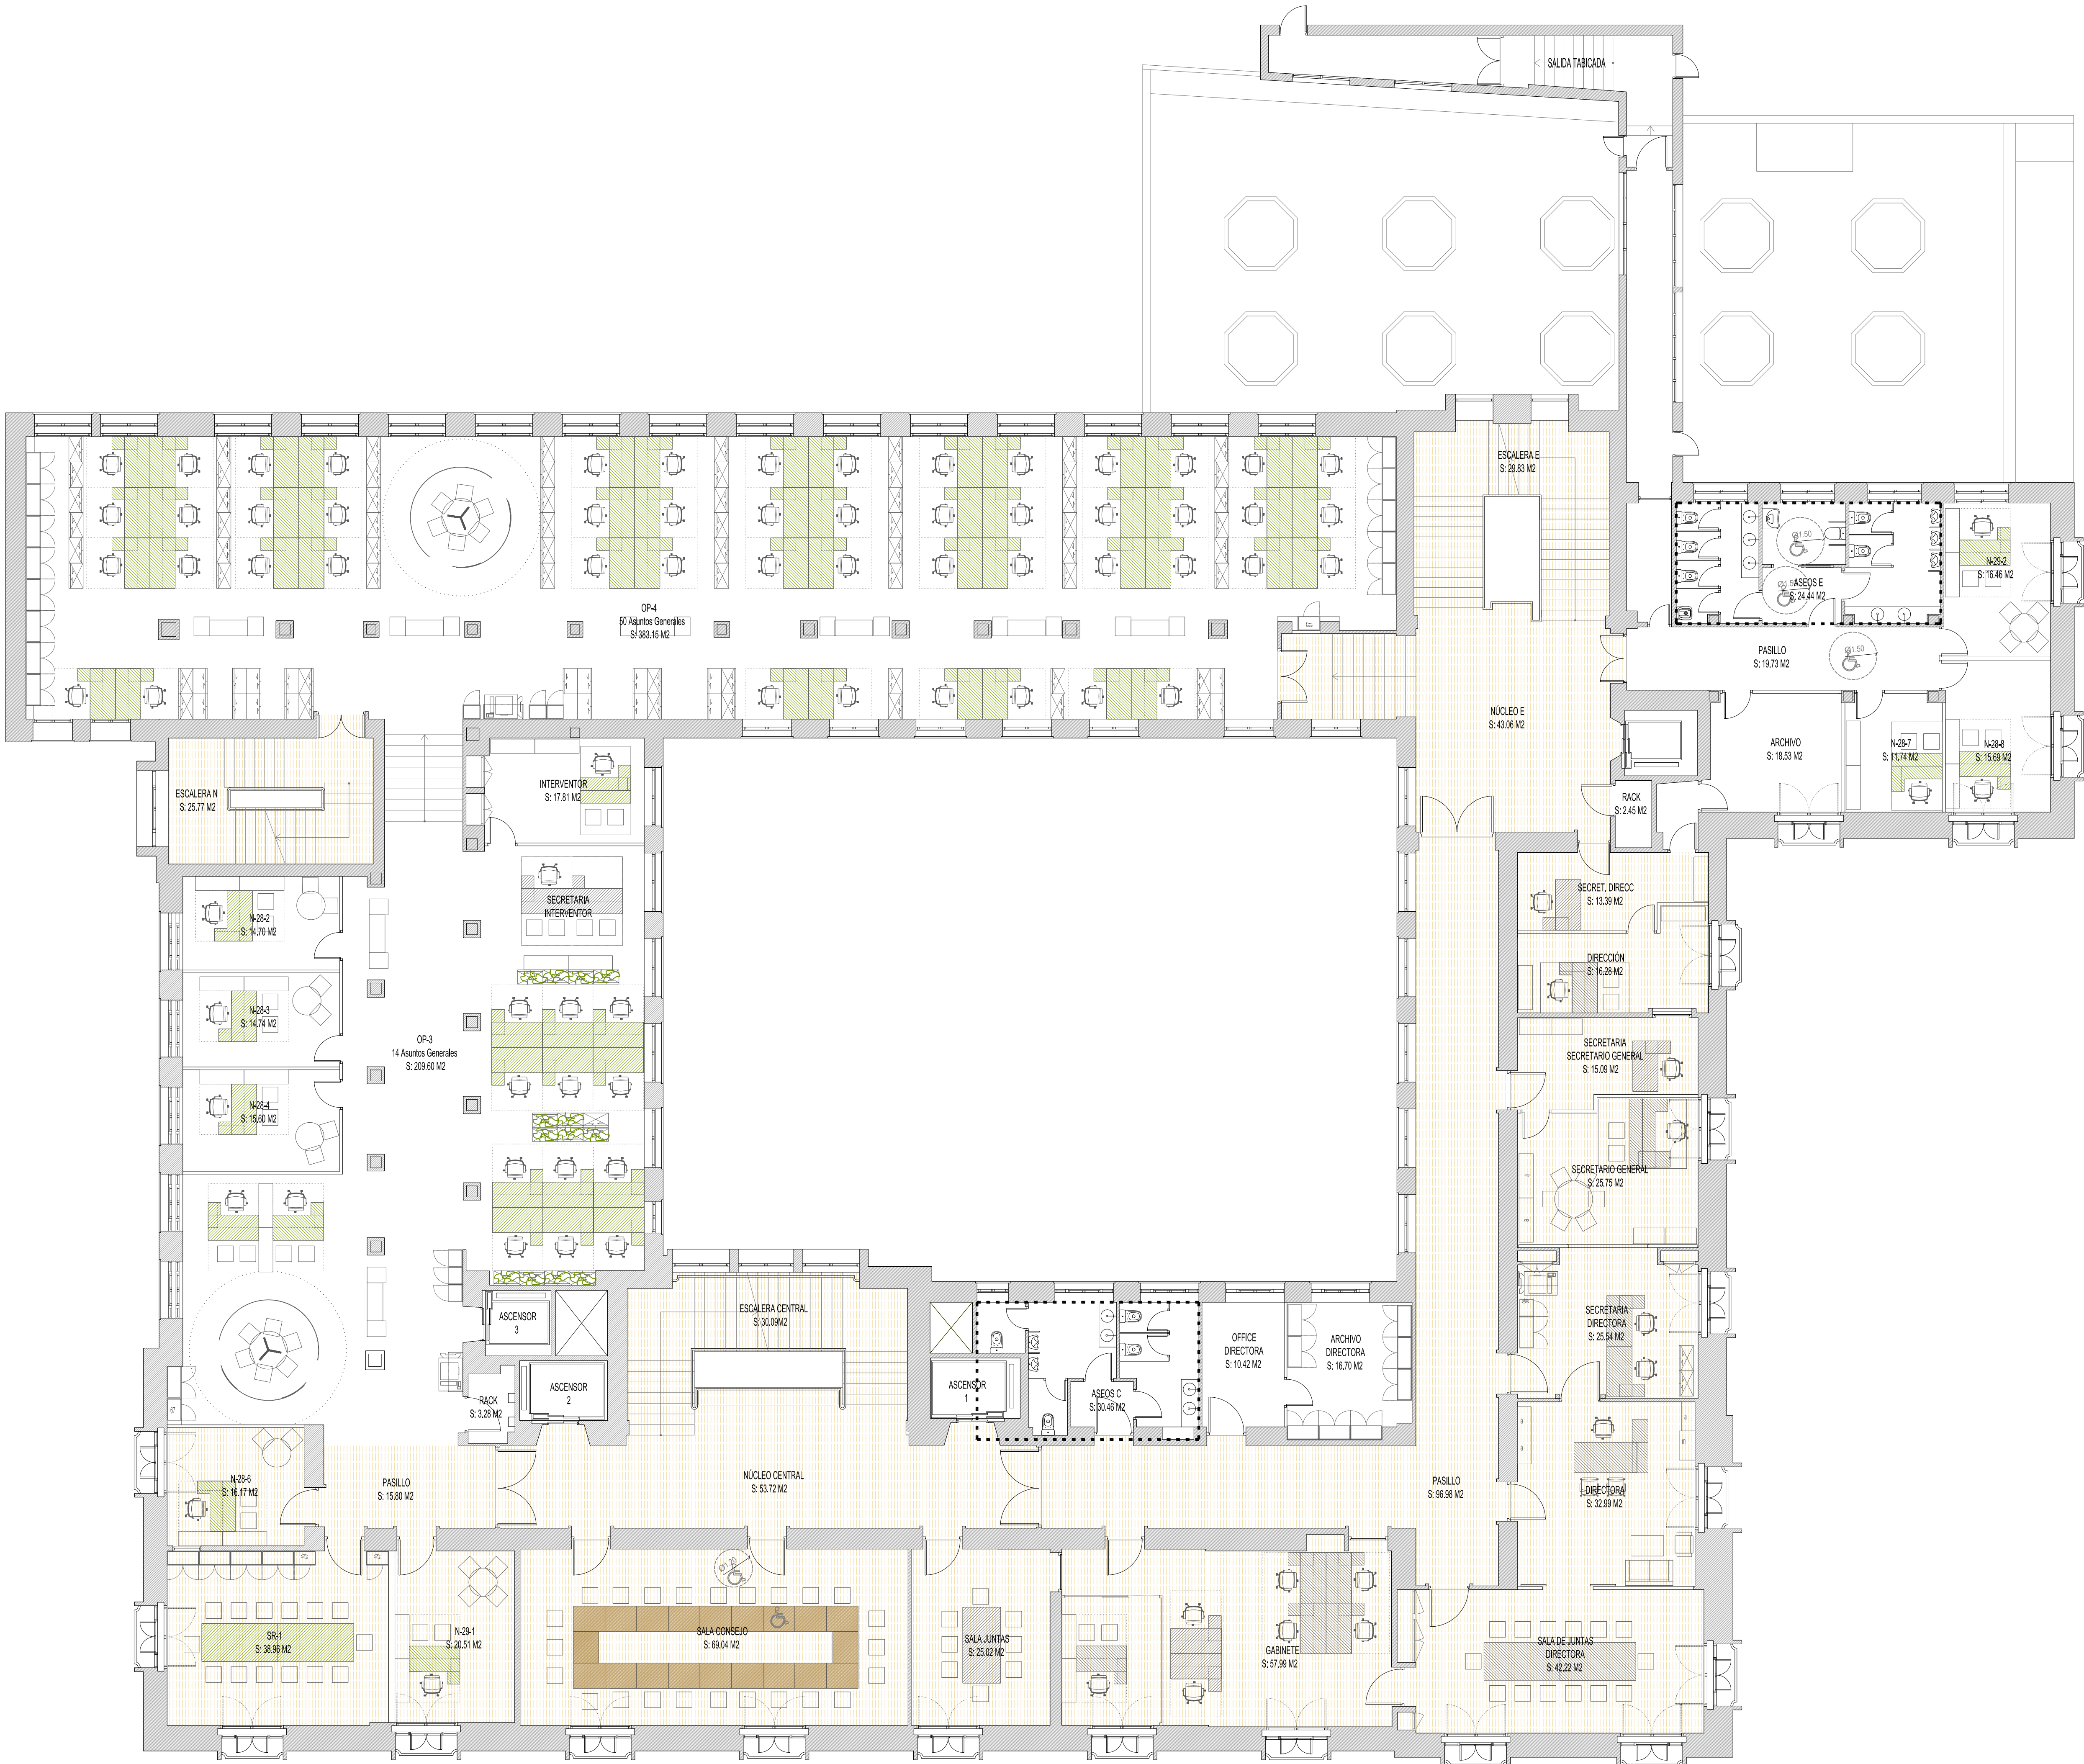 SALIDA TABICADA
ESCALERA E
S: 29.83 M2
Ø1.50
N-29-2
S: 16.46 M2
Ø1.50
ASEOS E
S: 24.44 M2
OP-4
50 Asuntos Generales
S: 383.15 M2
PASILLO
S: 19.73 M2
Ø1.50
NÚCLEO E
S: 43.06 M2
ARCHIVO
S: 18.53 M2
N-28-7
S: 11.74 M2
N-28-8
S: 15.69 M2
ESCALERA N
S: 25.77 M2
INTERVENTOR
S: 17.81 M2
RACK
S: 2.45 M2
SECRETARIA
INTERVENTOR
SECRET. DIRECC
S: 13.39 M2
N-28-2
S: 14.70 M2
DIRECCIÓN
S: 16.28 M2
N-28-3
S: 14.74 M2
OP-3
14 Asuntos Generales
S: 209.60 M2
SECRETARIA
SECRETARIO GENERAL
S: 15.09 M2
N-28-4
S: 15.60 M2
SECRETARIO GENERAL
S: 25.75 M2
ASCENSOR
3
ESCALERA CENTRAL
S: 30.09M2
OFFICE
DIRECTORA
S: 10.42 M2
ARCHIVO
DIRECTORA
S: 16.70 M2
SECRETARIA
DIRECTORA
S: 25.54 M2
RACK
S: 3.28 M2
ASCENSOR
2
ASCENSOR
1
ASEOS C
S: 30.46 M2
N-28-6
S: 16.17 M2
PASILLO
S: 15.80 M2
NÚCLEO CENTRAL
S: 53.72 M2
PASILLO
S: 96.98 M2
DIRECTORA
S: 32.99 M2
Ø1.20
SR-1
S: 38.96 M2
N-29-1
S: 20.51 M2
SALA CONSEJO
S: 69.04 M2
SALA JUNTAS
S: 25.02 M2
GABINETE
S: 57.99 M2
SALA DE JUNTAS
DIRECTORA
S: 42.22 M2